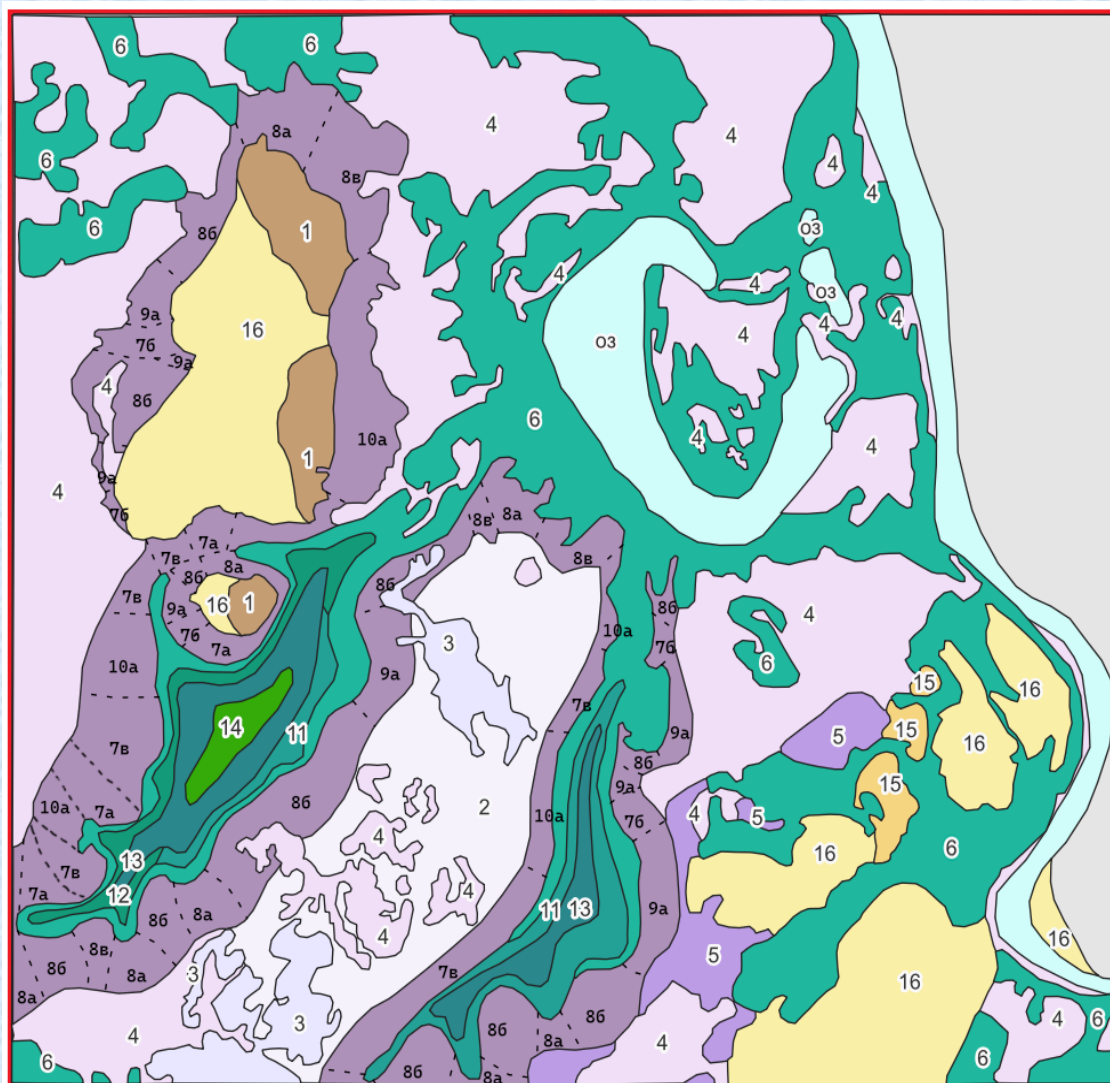 6 6
8а
4 4
6 4
8в
4
6 8б 1 оз
4 4 оз
9а 16 4
7б оз 4
9а
4 8б
6 4 4
10а
1
9а
4
7б
7а 8в 8а
7в
8б 8а 8в
8б
7в 9а 16 1 8б
3 4
7б 10а
7а 7б
10а 9а 6
15 16
14 11 7в
9а 15
7в 5 16
8б
15
9а
10а 7а 8б 2 4 5
10а 7б
4
16 6
13
7в
7а 12 4
11 13 9а
8б 8а
4 16
8в
8б 8а 3 7в 5
16
8а
3 8б 8б 4 6
4 8а 4
6 6
8б 8а